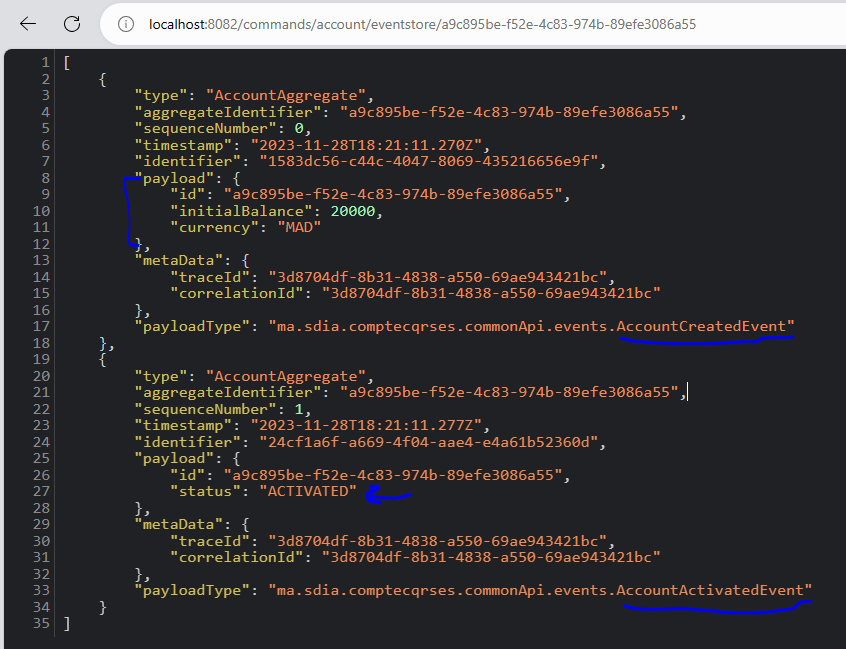 localhost:8082/commands/account/eventstore/a9c895be-f52e-4c83-974b-89efe3086a55
1 [
2 {
3 "type": "AccountAggregate",
4 "aggregateIdentifier": "a9c895be-f52e-4c83-974b-89efe3086a55",
5 "sequenceNumber": 0,
6 "timestamp": "2023-11-28T18:21:11.270Z",
7 "identifier": "1583dc56-c44c-4047-8069-435216656e9f",
8 "payload": {
9 "id": "a9c895be-f52e-4c83-974b-89efe3086a55",
10 "initialBalance": 20000,
11 "currency": "MAD"
12 },
13 "metaData": {
14 "traceId": "3d8704df-8b31-4838-a550-69ae943421bc",
15 "correlationId": "3d8704df-8b31-4838-a550-69ae943421bc"
16 },
17 "payloadType": "ma.sdia.comptecqrses.commonApi.events.AccountCreatedEvent"
18 },
19 {
20 "type": "AccountAggregate",
21 "aggregateIdentifier": "a9c895be-f52e-4c83-974b-89efe3086a55",
22 "sequenceNumber": 1,
23 "timestamp": "2023-11-28T18:21:11.277Z",
24 "identifier": "24cf1a6f-a669-4f04-aae4-e4a61b52360d",
25 "payload": {
26 "id": "a9c895be-f52e-4c83-974b-89efe3086a55",
27 "status": "ACTIVATED"
28 },
29 "metaData": {
30 "traceId": "3d8704df-8b31-4838-a550-69ae943421bc",
31 "correlationId": "3d8704df-8b31-4838-a550-69ae943421bc"
32 },
33 "payloadType": "ma.sdia.comptecqrses.commonApi.events.AccountActivatedEvent"
34 }
35 ]